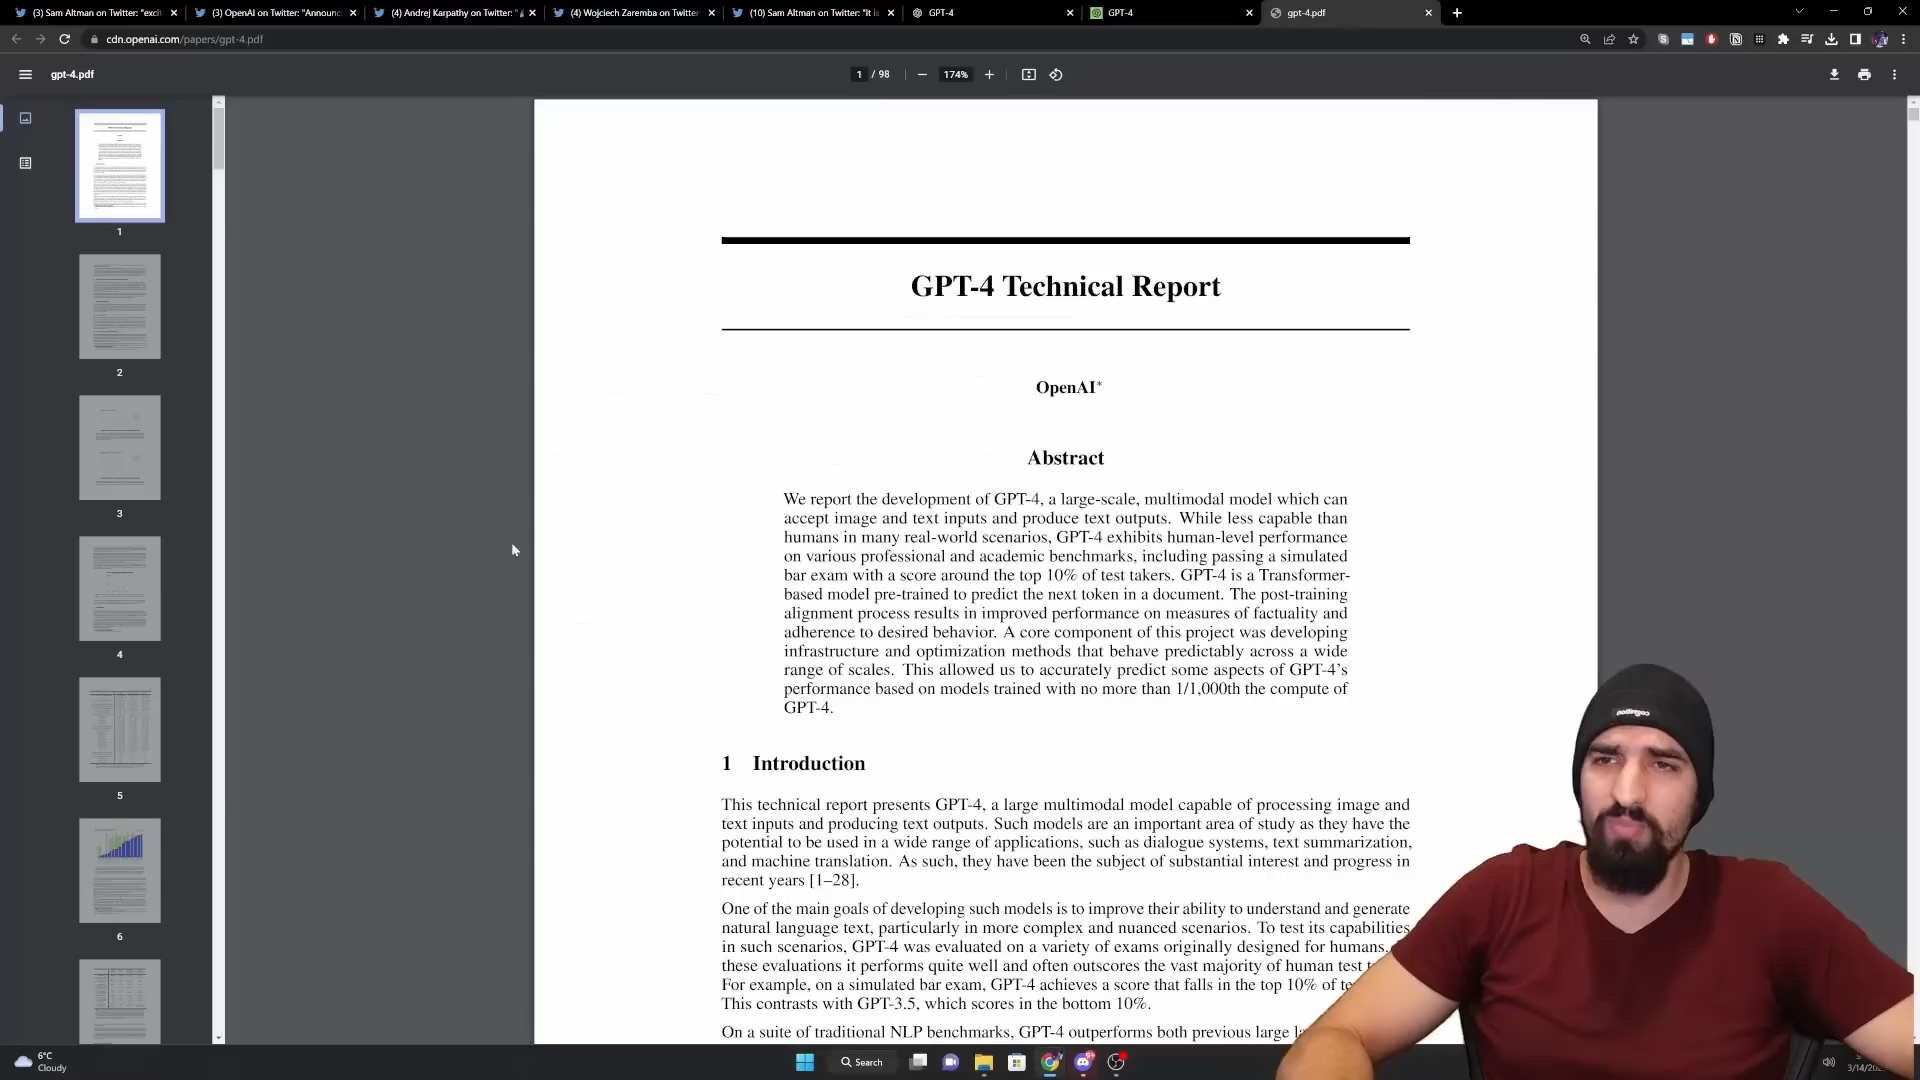 (3) Sam Altman on Twitter: "excit
(3) OpenAI on Twitter: "Announc
(4) Andrej Karpathy on Twitter: "
(4) Wojciech Zaremba on Twitter
(10) Sam Altman on Twitter: "it is
GPT-4
GPT-4
gpt-4.pdf
cdn.openai.com/papers/gpt-4.pdf
gpt-4.pdf
1 / 98
174%
1
2
3
4
5
6
GPT-4 Technical Report
OpenAI*
Abstract
We report the development of GPT-4, a large-scale, multimodal model which can
accept image and text inputs and produce text outputs. While less capable than
humans in many real-world scenarios, GPT-4 exhibits human-level performance
on various professional and academic benchmarks, including passing a simulated
bar exam with a score around the top 10% of test takers. GPT-4 is a Transformer-
based model pre-trained to predict the next token in a document. The post-training
alignment process results in improved performance on measures of factuality and
adherence to desired behavior. A core component of this project was developing
infrastructure and optimization methods that behave predictably across a wide
range of scales. This allowed us to accurately predict some aspects of GPT-4's
performance based on models trained with no more than 1/1,000th the compute of
GPT-4.
1 Introduction
This technical report presents GPT-4, a large multimodal model capable of processing image and
text inputs and producing text outputs. Such models are an important area of study as they have the
potential to be used in a wide range of applications, such as dialogue systems, text summarization,
and machine translation. As such, they have been the subject of substantial interest and progress in
recent years [1–28].
One of the main goals of developing such models is to improve their ability to understand and generate
natural language text, particularly in more complex and nuanced scenarios. To test its capabilities
in such scenarios, GPT-4 was evaluated on a variety of exams originally designed for humans.
these evaluations it performs quite well and often outscores the vast majority of human test
For example, on a simulated bar exam, GPT-4 achieves a score that falls in the top 10% of
This contrasts with GPT-3.5, which scores in the bottom 10%.
On a suite of traditional NLP benchmarks, GPT-4 outperforms both previous large
6°C
Cloudy
Search
3/14/20